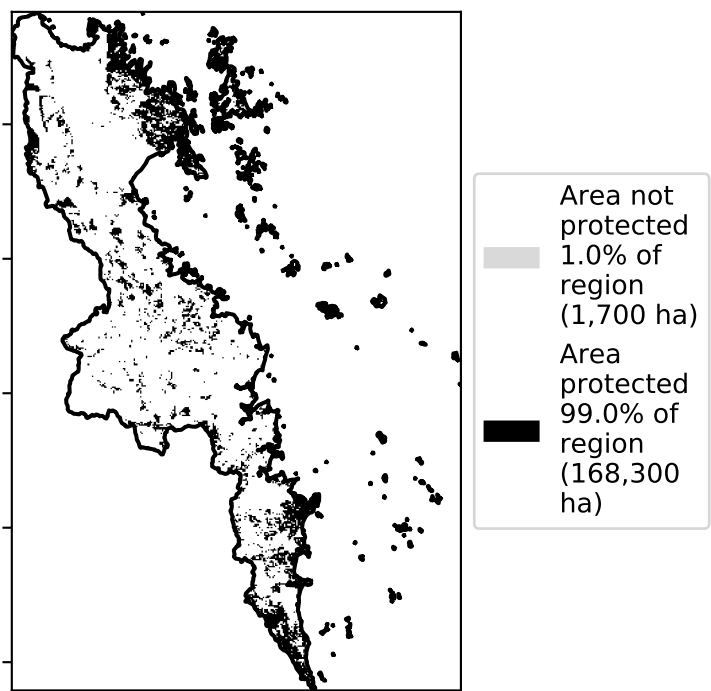 Area not
protected
1.0% of
region
(1,700 ha)
Area
protected
99.0% of
region
(168,300
ha)